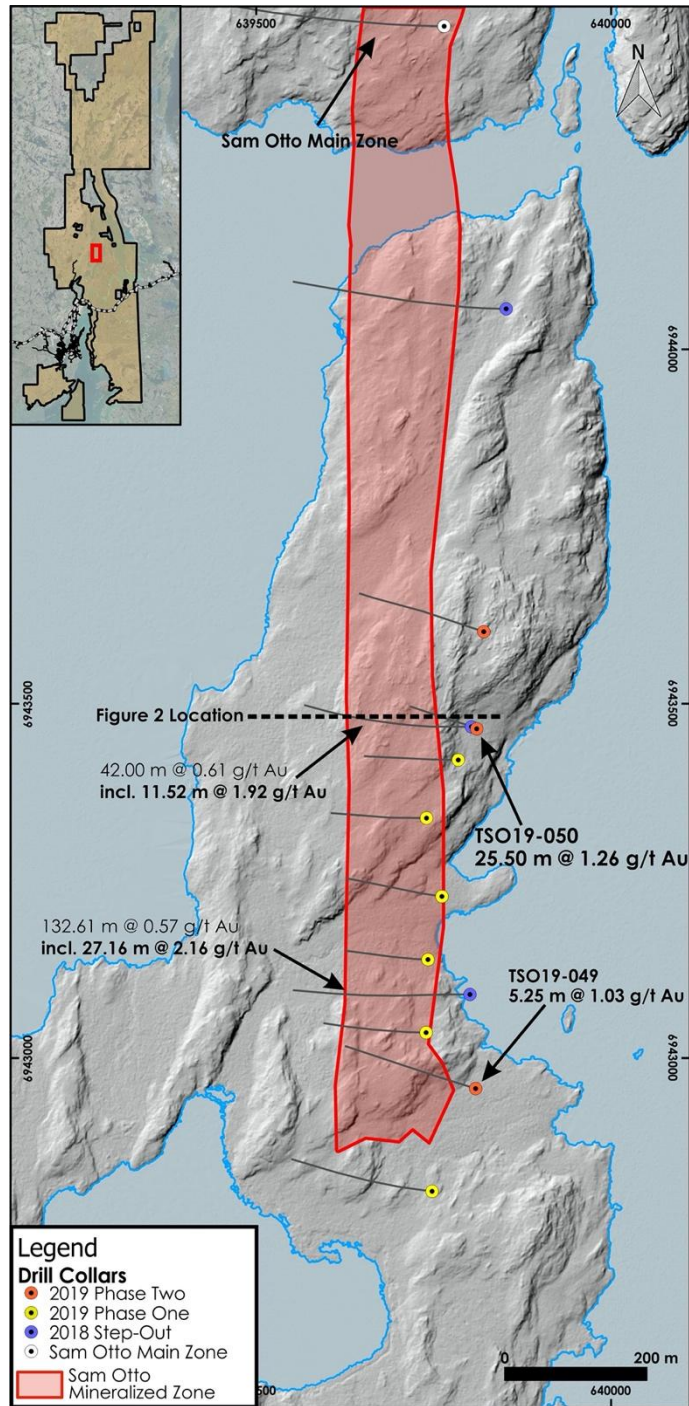 639500
640000
N
Sam Otto Main Zone
6944000
6944000
6943500
6943500
Figure 2 Location
42.00 m @ 0.61 g/t Au
incl. 11.52 m @ 1.92 g/t Au
TSO19-050
25.50 m @ 1.26 g/t Au
132.61 m @ 0.57 g/t Au
incl. 27.16 m @ 2.16 g/t Au
TSO19-049
5.25 m @ 1.03 g/t Au
6943000
6943000
Legend
Drill Collars
2019 Phase Two
2019 Phase One
2018 Step-Out
Sam Otto Main Zone
Sam Otto
Mineralized Zone
0 200 m
500
640000